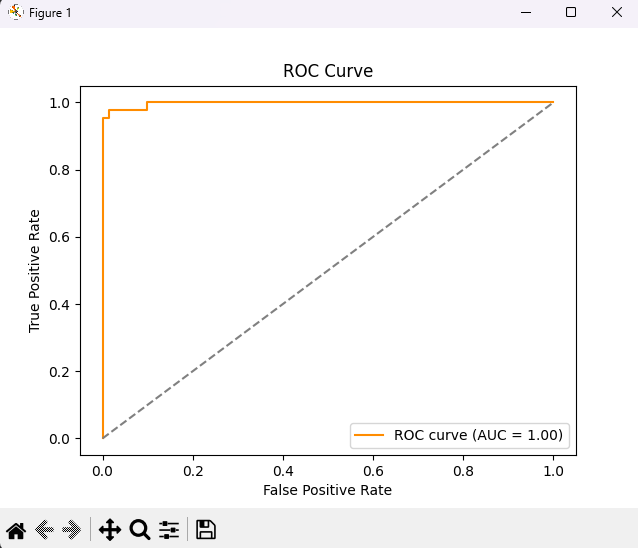 Figure 1
ROC Curve
True Positive Rate
1.0
0.8
0.6
0.4
0.2
0.0
ROC curve (AUC = 1.00)
0.0 0.2 0.4 0.6 0.8 1.0
False Positive Rate